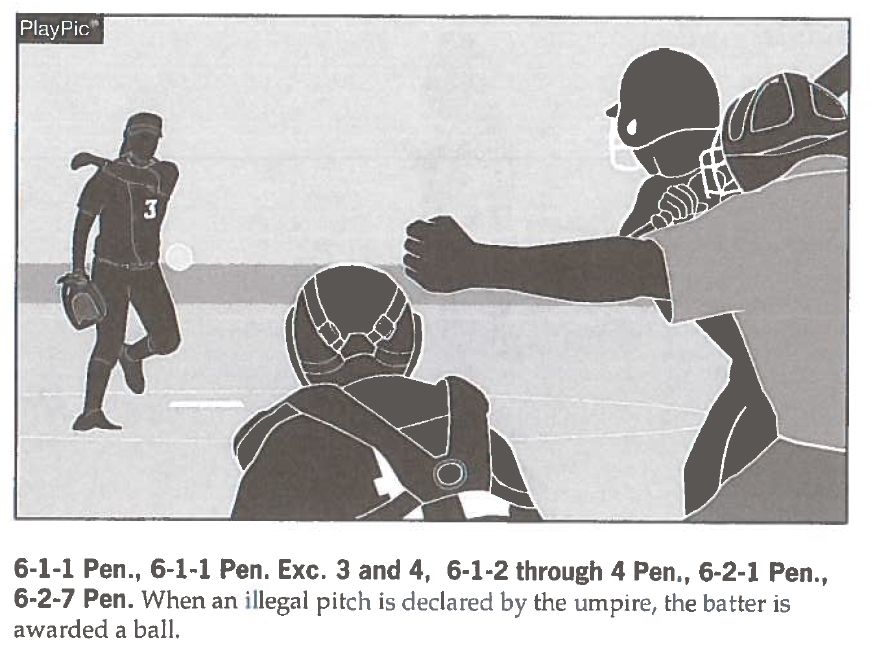 PlayPic®
3
6-1-1 Pen., 6-1-1 Pen. Exc. 3 and 4, 6-1-2 through 4 Pen., 6-2-1 Pen.,
6-2-7 Pen. When an illegal pitch is declared by the umpire, the batter is
awarded a ball.